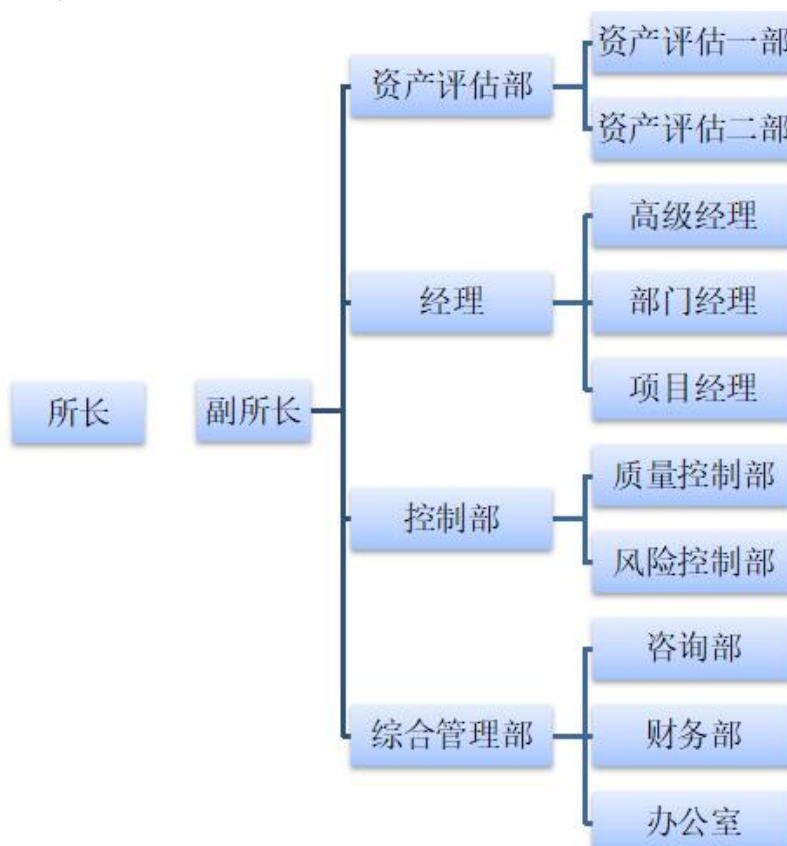 所长
副所长
资产评估部
资产评估一部
资产评估二部
经理
高级经理
部门经理
项目经理
控制部
质量控制部
风险控制部
综合管理部
咨询部
财务部
办公室